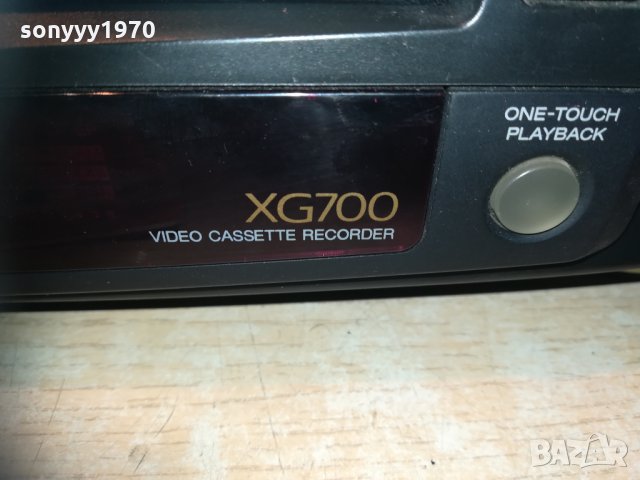 sonyyy1970
ONE-TOUCH
PLAYBACK
XG700
VIDEO CASSETTE RECORDER
BAZAR